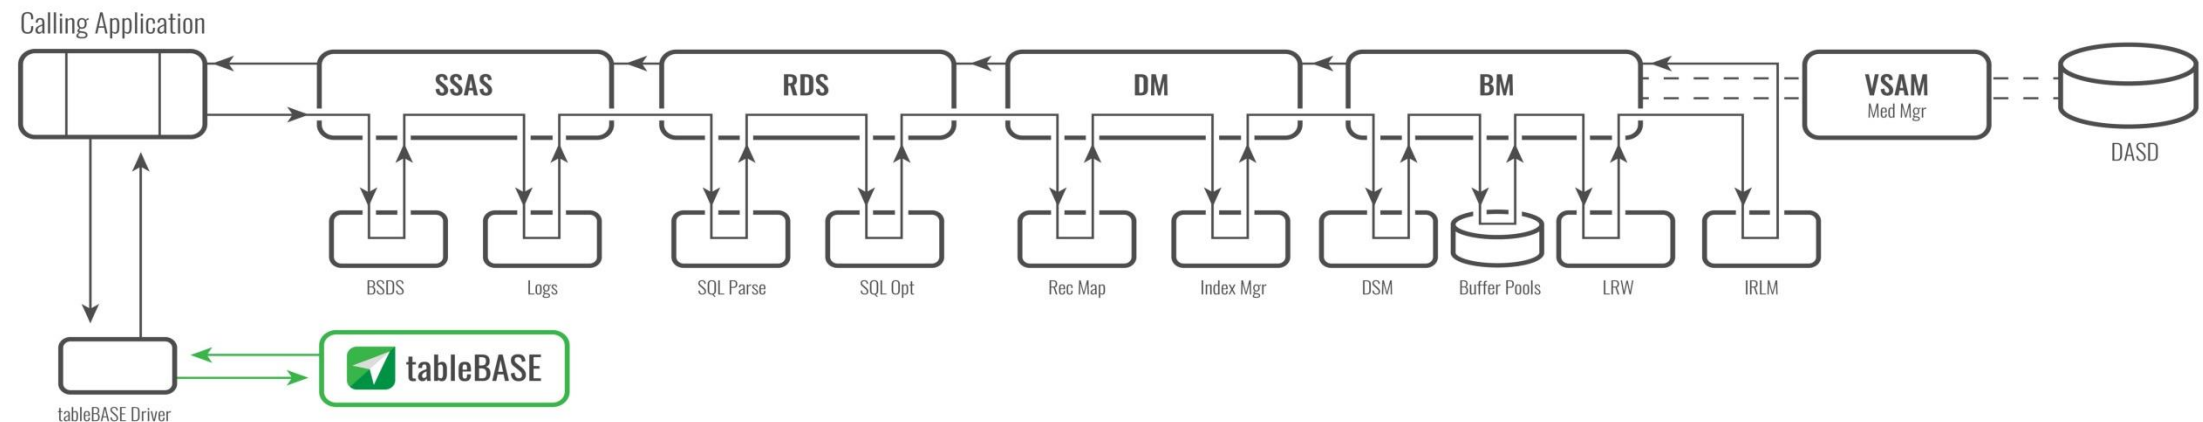 Calling Application
SSAS
RDS
DM
BM
VSAM
Med Mgr
DASD
BSDS
Logs
SQL Parse
SQL Opt
Rec Map
Index Mgr
DSM
Buffer Pools
LRW
IRLM
tableBASE
tableBASE Driver